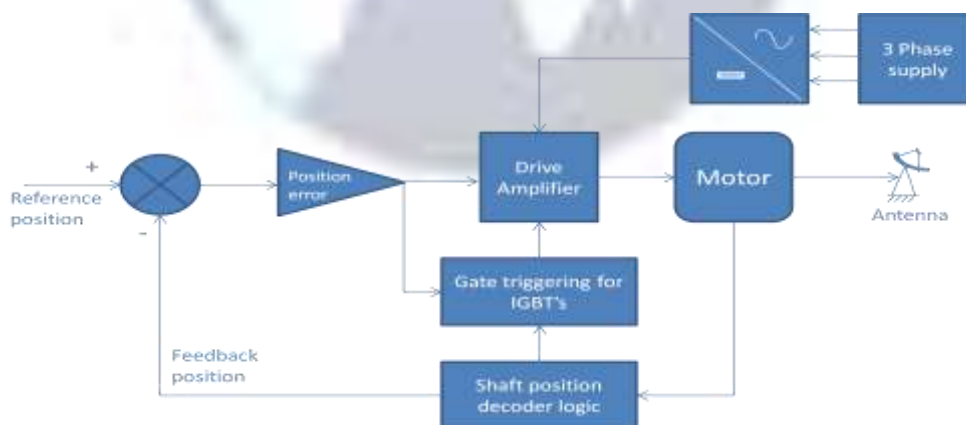 3 Phase
supply
+
Reference
position
Position
error
Drive
Amplifier
Motor
Antenna
-
Gate triggering for
IGBT's
Feedback
position
Shaft position
decoder logic